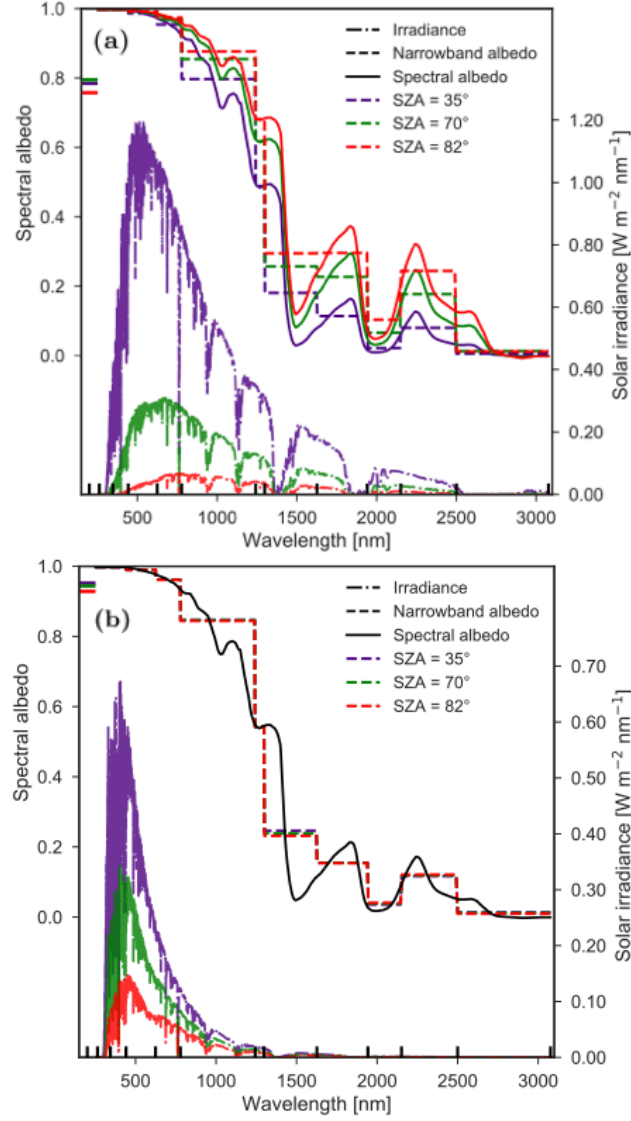 (a)
Irradiance
Narrowband albedo
Spectral albedo
SZA = 35°
SZA = 70°
SZA = 82°
1.0
0.8
0.6
0.4
0.2
0.0
Spectral albedo
1.20
1.00
0.80
0.60
0.40
0.20
0.00
Solar irradiance [W m⁻² nm⁻¹]
500 1000 1500 2000 2500 3000
Wavelength [nm]
(b)
Irradiance
Narrowband albedo
Spectral albedo
SZA = 35°
SZA = 70°
SZA = 82°
1.0
0.8
0.6
0.4
0.2
0.0
Spectral albedo
0.70
0.60
0.50
0.40
0.30
0.20
0.10
0.00
Solar irradiance [W m⁻² nm⁻¹]
500 1000 1500 2000 2500 3000
Wavelength [nm]